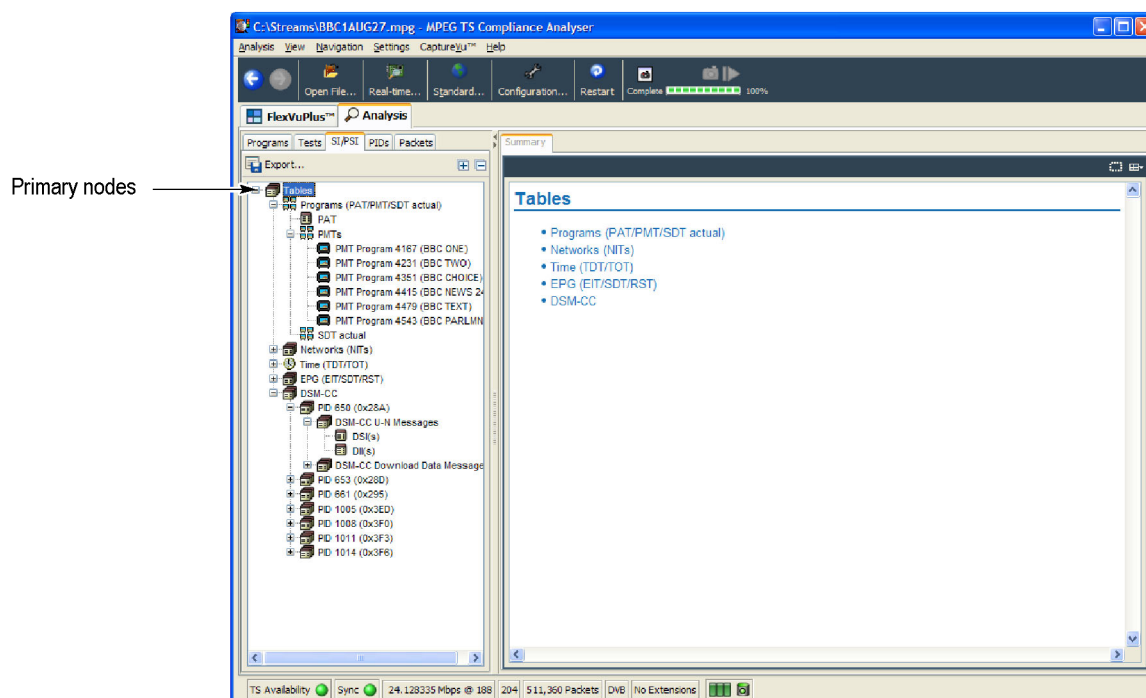 C:\Streams\BBC1AUG27.mpg - MPEG TS Compliance Analyser
Analysis View Navigation Settings CaptureVu™ Help
Open File... Real-time... Standard... Configuration... Restart Complete 100%
FlexVuPlus™ Analysis
Programs Tests SI/PSI PIDs Packets
Summary
Export...
Primary nodes
Tables
Programs (PAT/PMT/SDT actual)
PAT
PMTs
PMT Program 4167 (BBC ONE)
PMT Program 4231 (BBC TWO)
PMT Program 4351 (BBC CHOICE)
PMT Program 4415 (BBC NEWS 24
PMT Program 4479 (BBC TEXT)
PMT Program 4543 (BBC PARLMN
SDT actual
Networks (NITs)
Time (TDT/TOT)
EPG (EIT/SDT/RST)
DSM-CC
PID 650 (0x28A)
DSM-CC U-N Messages
DSI(s)
DII(s)
DSM-CC Download Data Message
PID 653 (0x28D)
PID 661 (0x295)
PID 1005 (0x3ED)
PID 1008 (0x3F0)
PID 1011 (0x3F3)
PID 1014 (0x3F6)
Tables
• Programs (PAT/PMT/SDT actual)
• Networks (NITs)
• Time (TDT/TOT)
• EPG (EIT/SDT/RST)
• DSM-CC
TS Availability Sync 24.128335 Mbps @ 188 204 511,360 Packets DVB No Extensions